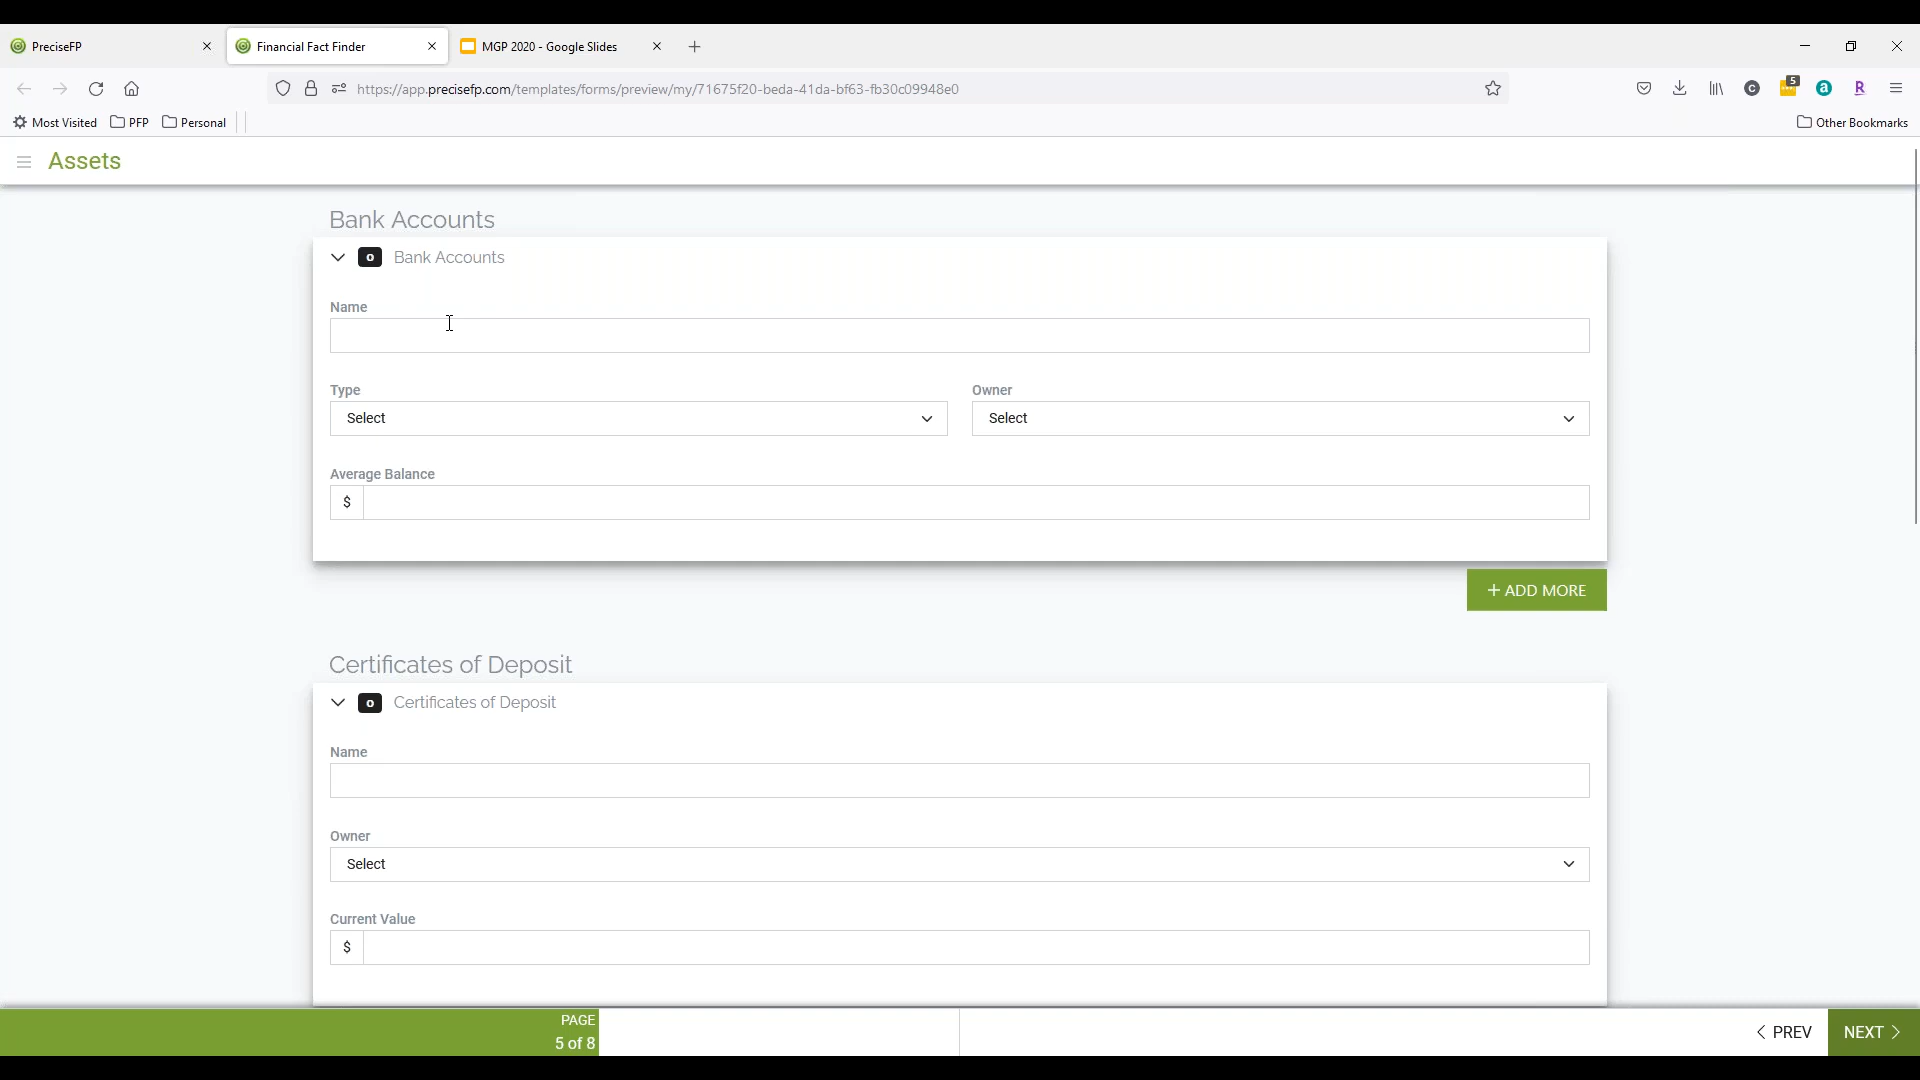 PreciseFP
Financial Fact Finder
MGP 2020 - Google Slides
https://app.precisefp.com/templates/forms/preview/my/71675f20-beda-41da-bf63-fb30c09948e0
C
5
a
R
Most Visited
PFP
Personal
Other Bookmarks
Assets
Bank Accounts
0 Bank Accounts
Name
Type
Owner
Select
Select
Average Balance
$
+ ADD MORE
Certificates of Deposit
0 Certificates of Deposit
Name
Owner
Select
Current Value
$
PAGE
5 of 8
PREV
NEXT